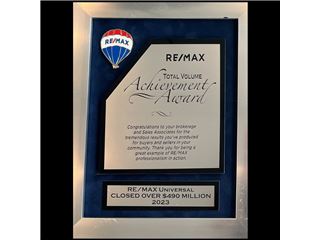 RE/MAX
RE/MAX
TOTAL VOLUME
Achievement
Award
Congratulations to your brokerage
and Sales Associates for the
tremendous results you've produced
for buyers and sellers in your
community. Thank you for being a
great example of RE/MAX
professionalism in action.
RE/MAX UNIVERSAL
CLOSED OVER $490 MILLION
2023